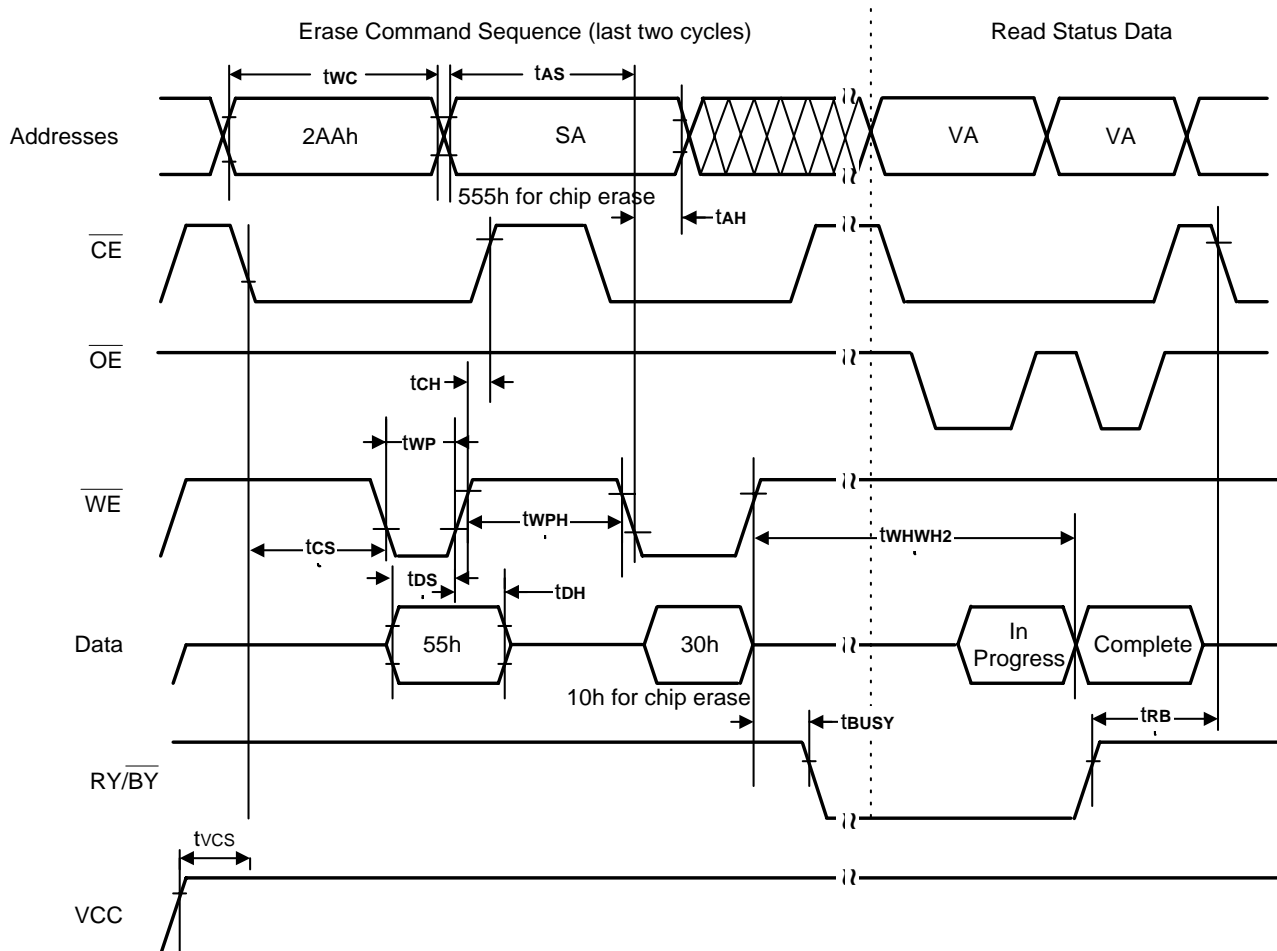 Erase Command Sequence (last two cycles)
Read Status Data
tWC
tAS
Addresses
2AAh
SA
VA
VA
555h for chip erase
tAH
CE
OE
tCH
tWP
WE
tWPH
tWHWH2
tCS
tDS
tDH
Data
55h
30h
In
Progress
Complete
10h for chip erase
tBUSY
tRB
RY/BY
tVCS
VCC